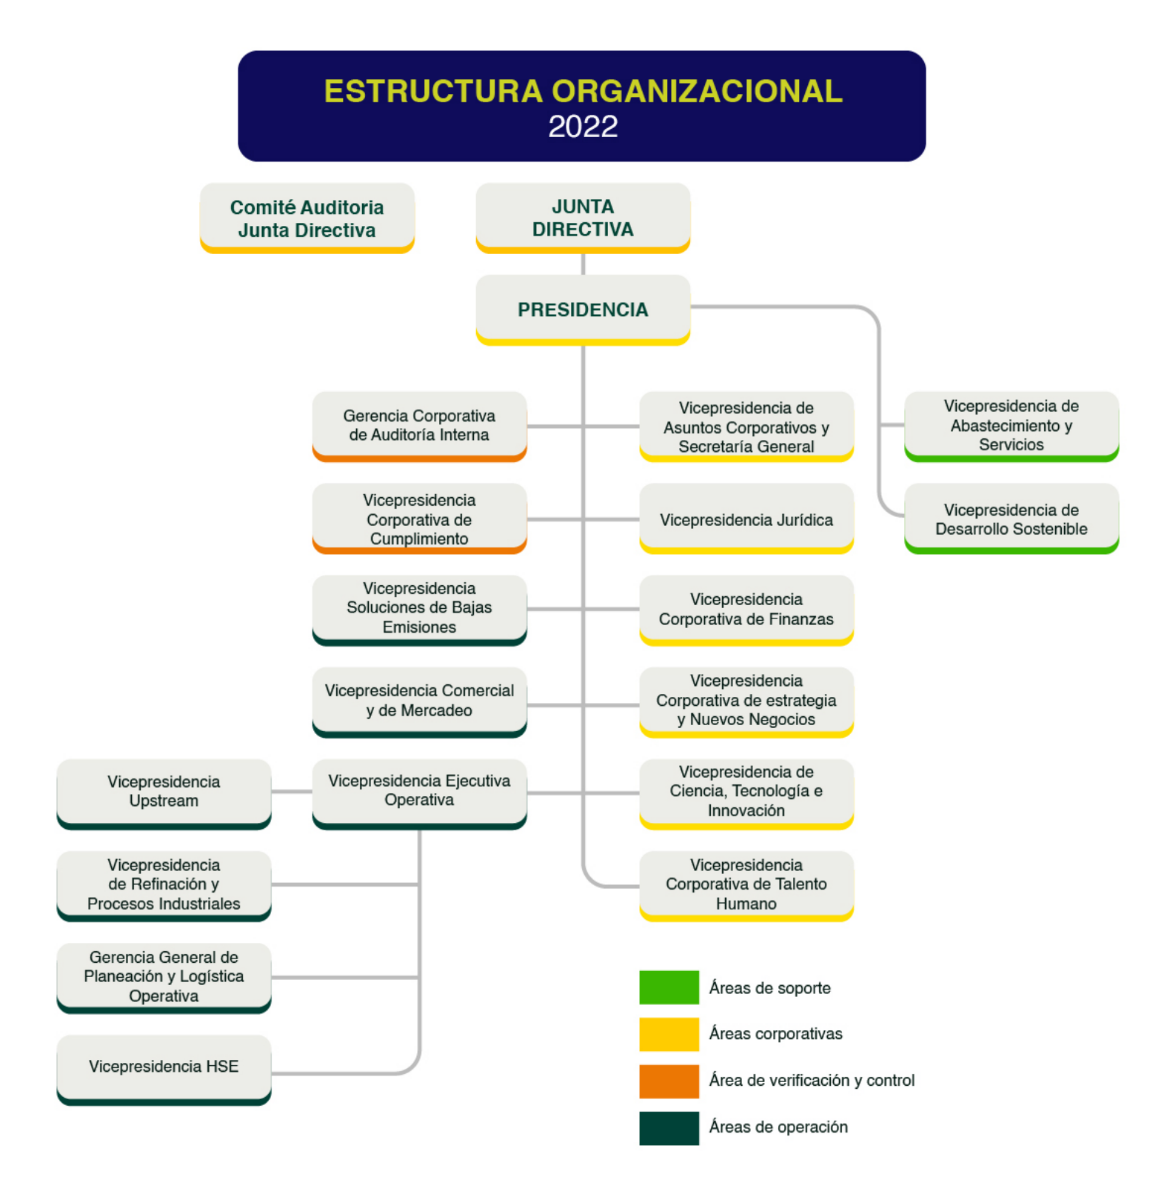 ESTRUCTURA ORGANIZACIONAL
2022
Comité Auditoria
Junta Directiva
JUNTA
DIRECTIVA
PRESIDENCIA
Gerencia Corporativa
de Auditoría Interna
Vicepresidencia de
Asuntos Corporativos y
Secretaría General
Vicepresidencia de
Abastecimiento y
Servicios
Vicepresidencia
Corporativa de
Cumplimiento
Vicepresidencia Jurídica
Vicepresidencia de
Desarrollo Sostenible
Vicepresidencia
Soluciones de Bajas
Emisiones
Vicepresidencia
Corporativa de Finanzas
Vicepresidencia Comercial
y de Mercadeo
Vicepresidencia
Corporativa de estrategia
y Nuevos Negocios
Vicepresidencia
Upstream
Vicepresidencia Ejecutiva
Operativa
Vicepresidencia de
Ciencia, Tecnología e
Innovación
Vicepresidencia
de Refinación y
Procesos Industriales
Vicepresidencia
Corporativa de Talento
Humano
Gerencia General de
Planeación y Logística
Operativa
Vicepresidencia HSE
Áreas de soporte
Áreas corporativas
Área de verificación y control
Áreas de operación